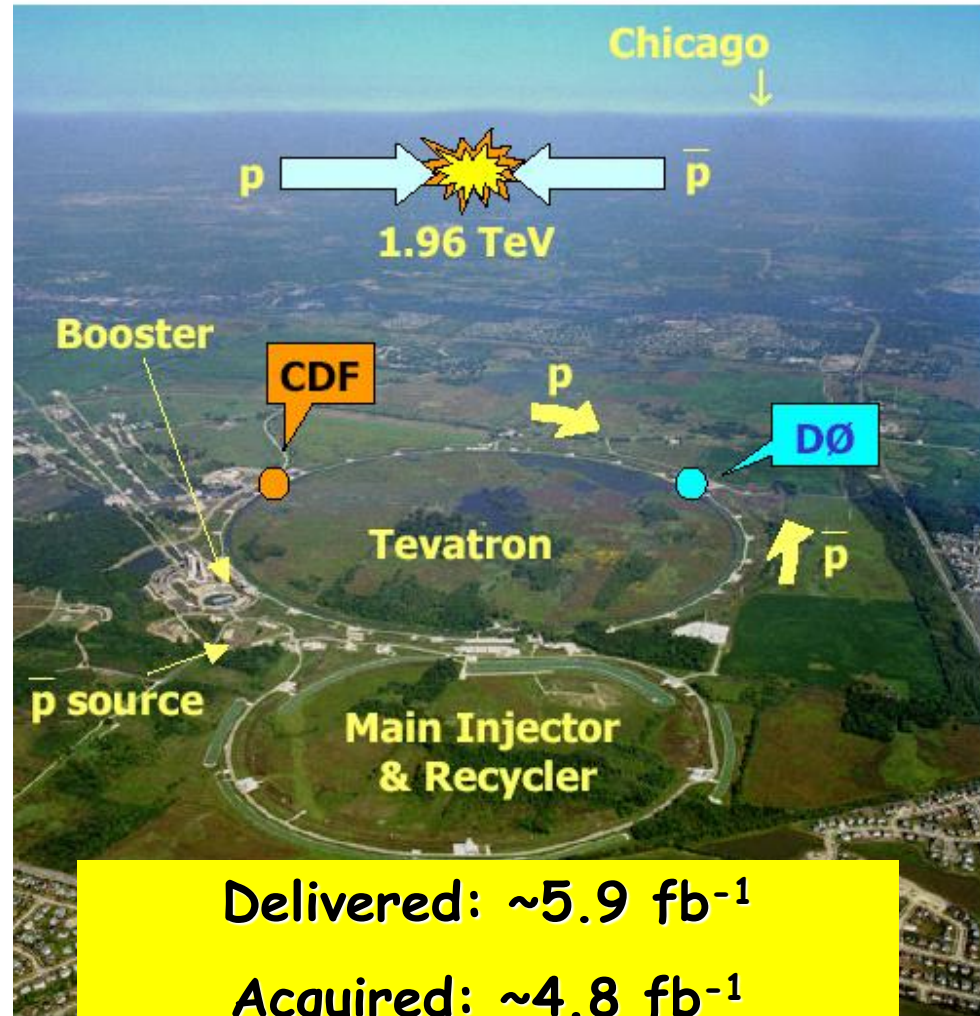 Chicago
↓
p p̅
1.96 TeV
Booster
CDF
p
DØ
Tevatron
p̅
p̅ source
Main Injector
& Recycler
Delivered: ~5.9 fb⁻¹
Acquired: ~4.8 fb⁻¹